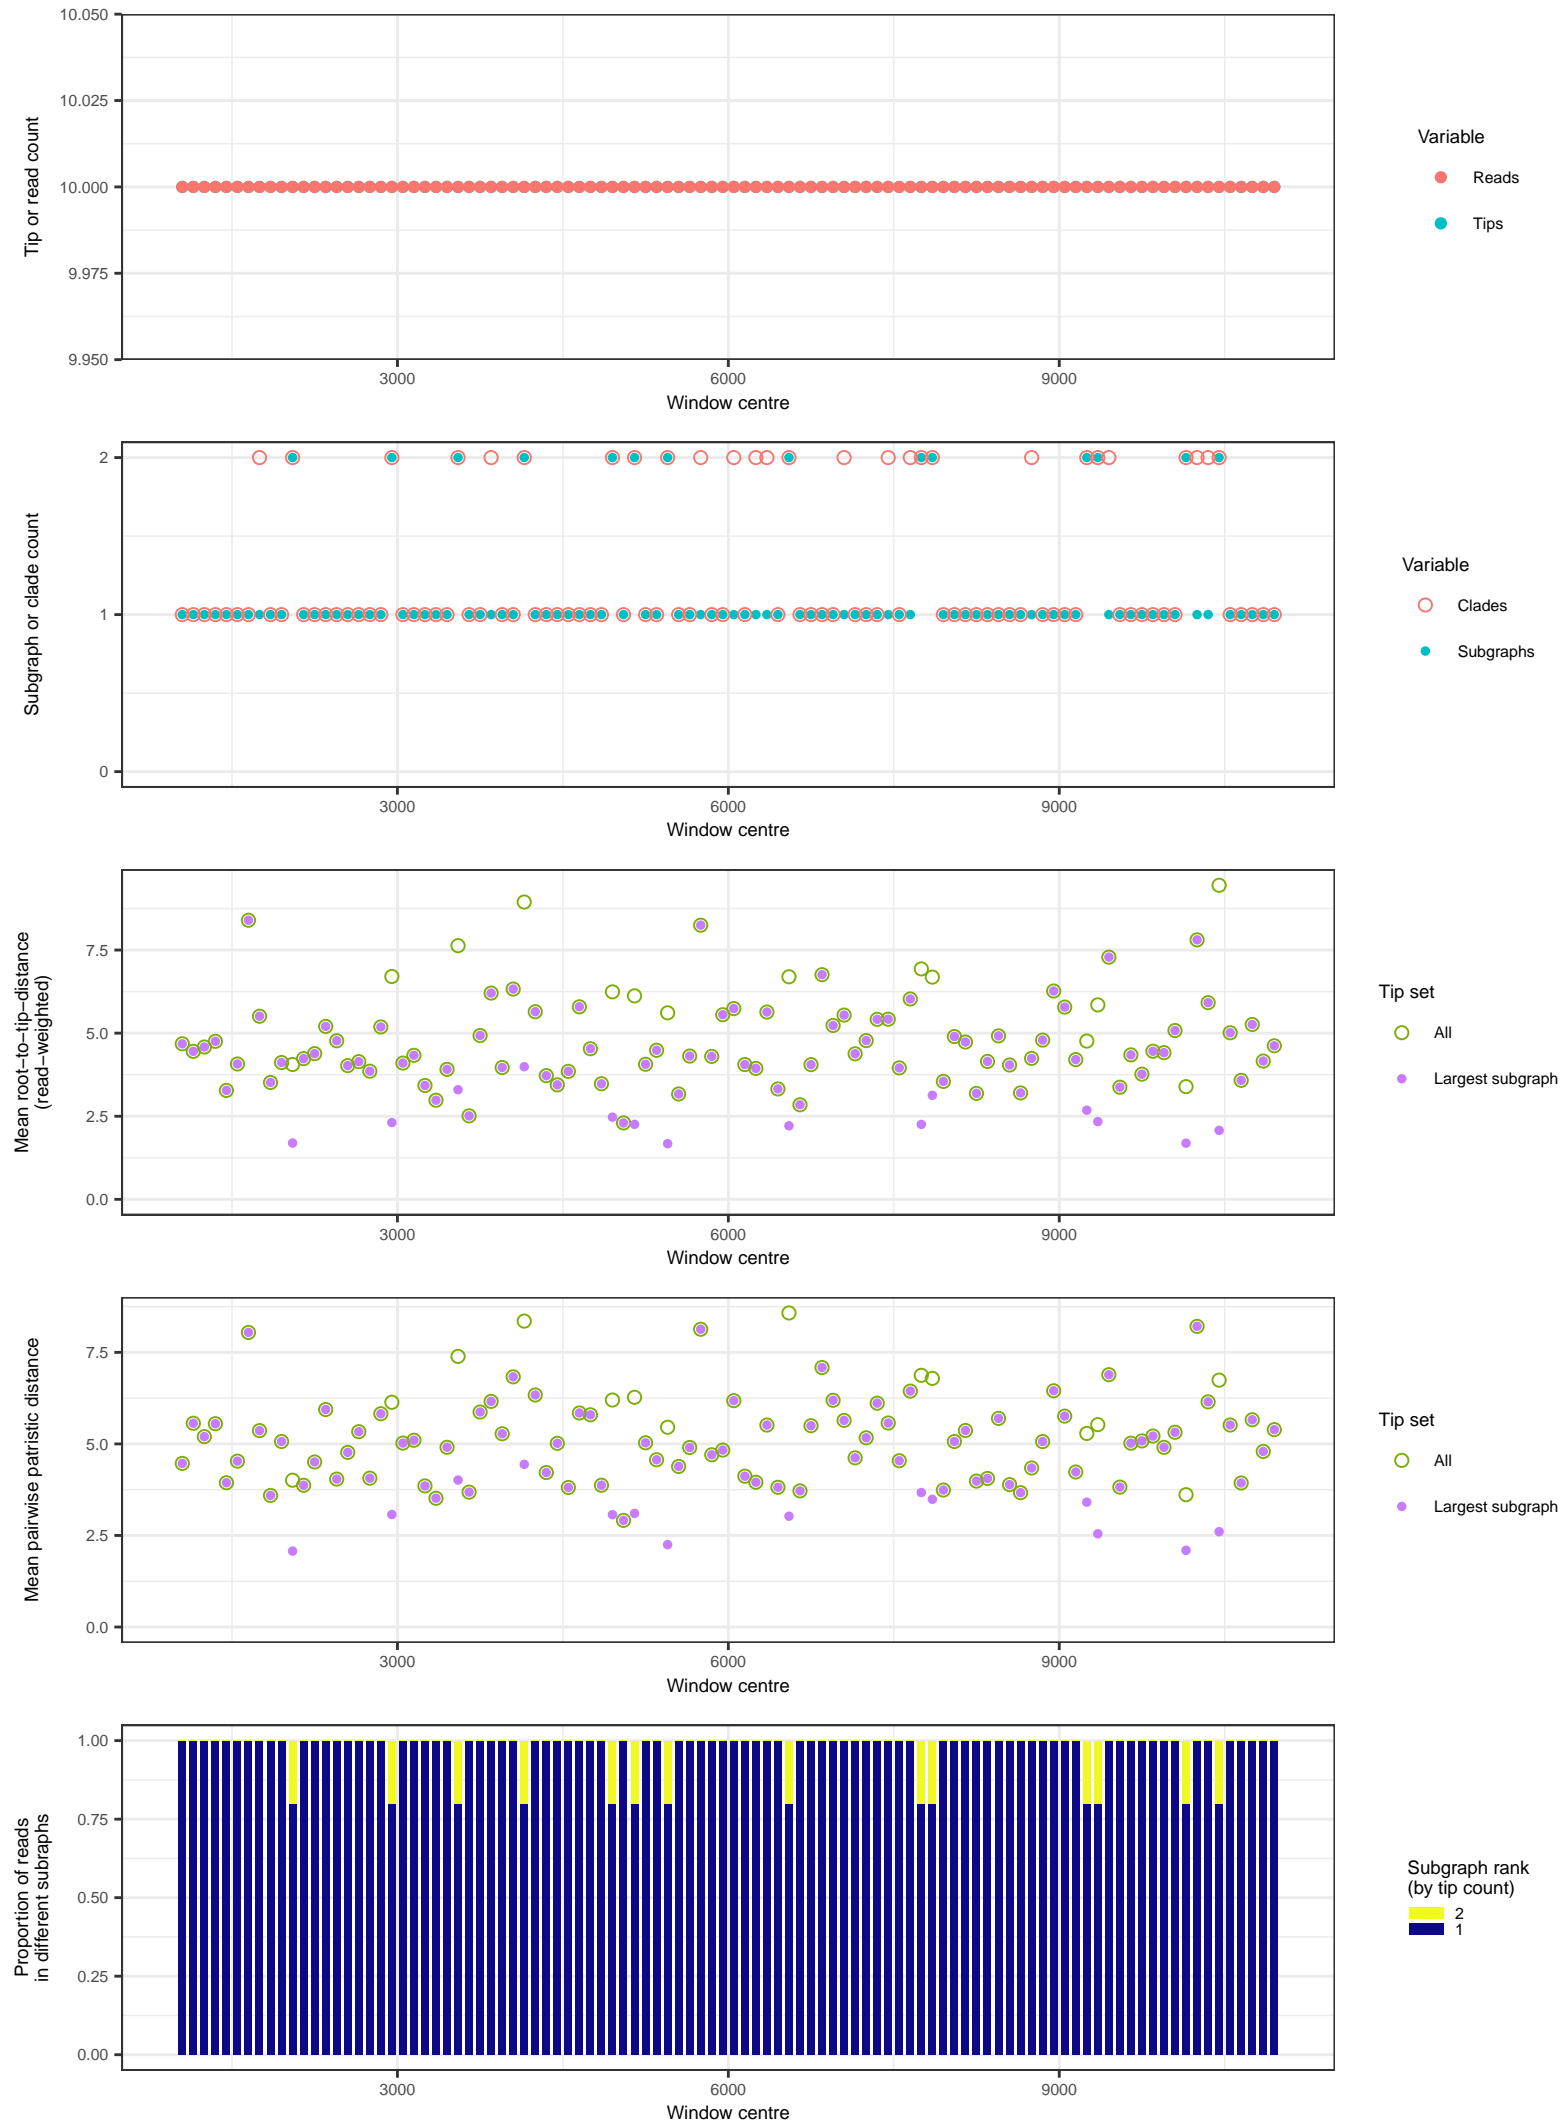 10.050
10.025
10.000
9.975
9.950
Tip or read count
3000
6000
9000
Window centre
Variable
Reads
Tips
2
1
0
Subgraph or clade count
3000
6000
9000
Window centre
Variable
Clades
Subgraphs
7.5
5.0
2.5
0.0
Mean root−to−tip−distance
(read−weighted)
3000
6000
9000
Window centre
Tip set
All
Largest subgraph
7.5
5.0
2.5
0.0
Mean pairwise patristic distance
3000
6000
9000
Window centre
Tip set
All
Largest subgraph
1.00
0.75
0.50
0.25
0.00
Proportion of reads
in different subraphs
3000
6000
9000
Window centre
Subgraph rank
(by tip count)
2
1